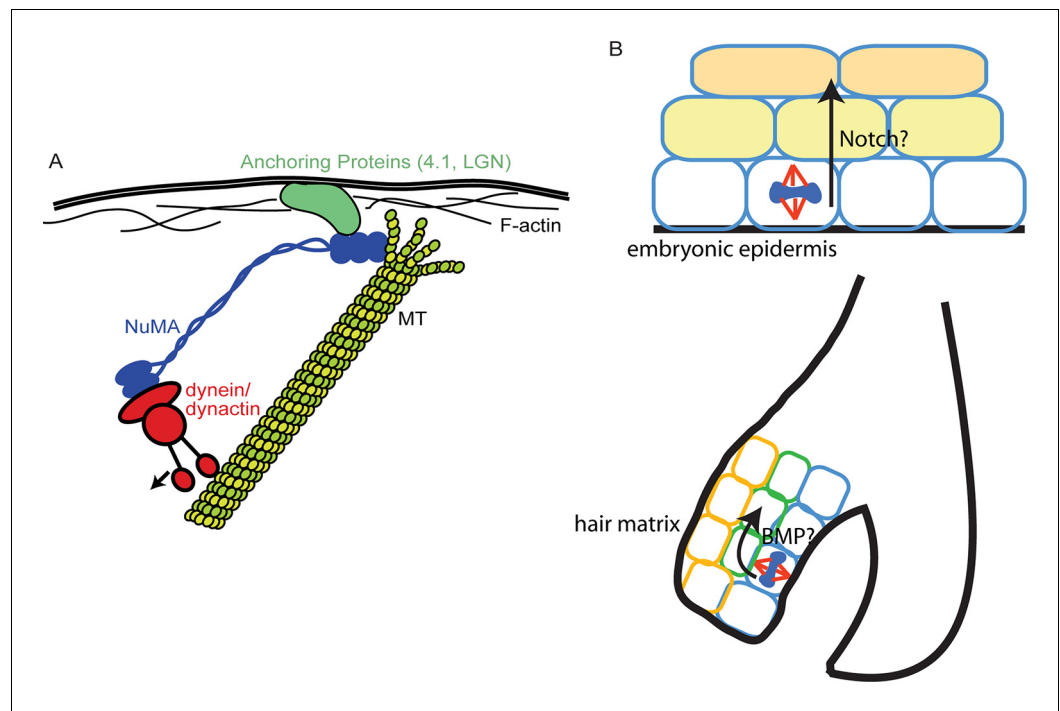 A
Anchoring Proteins (4.1, LGN)
F-actin
NuMA
MT
dynein/
dynactin
B
Notch?
embryonic epidermis
hair matrix
BMP?